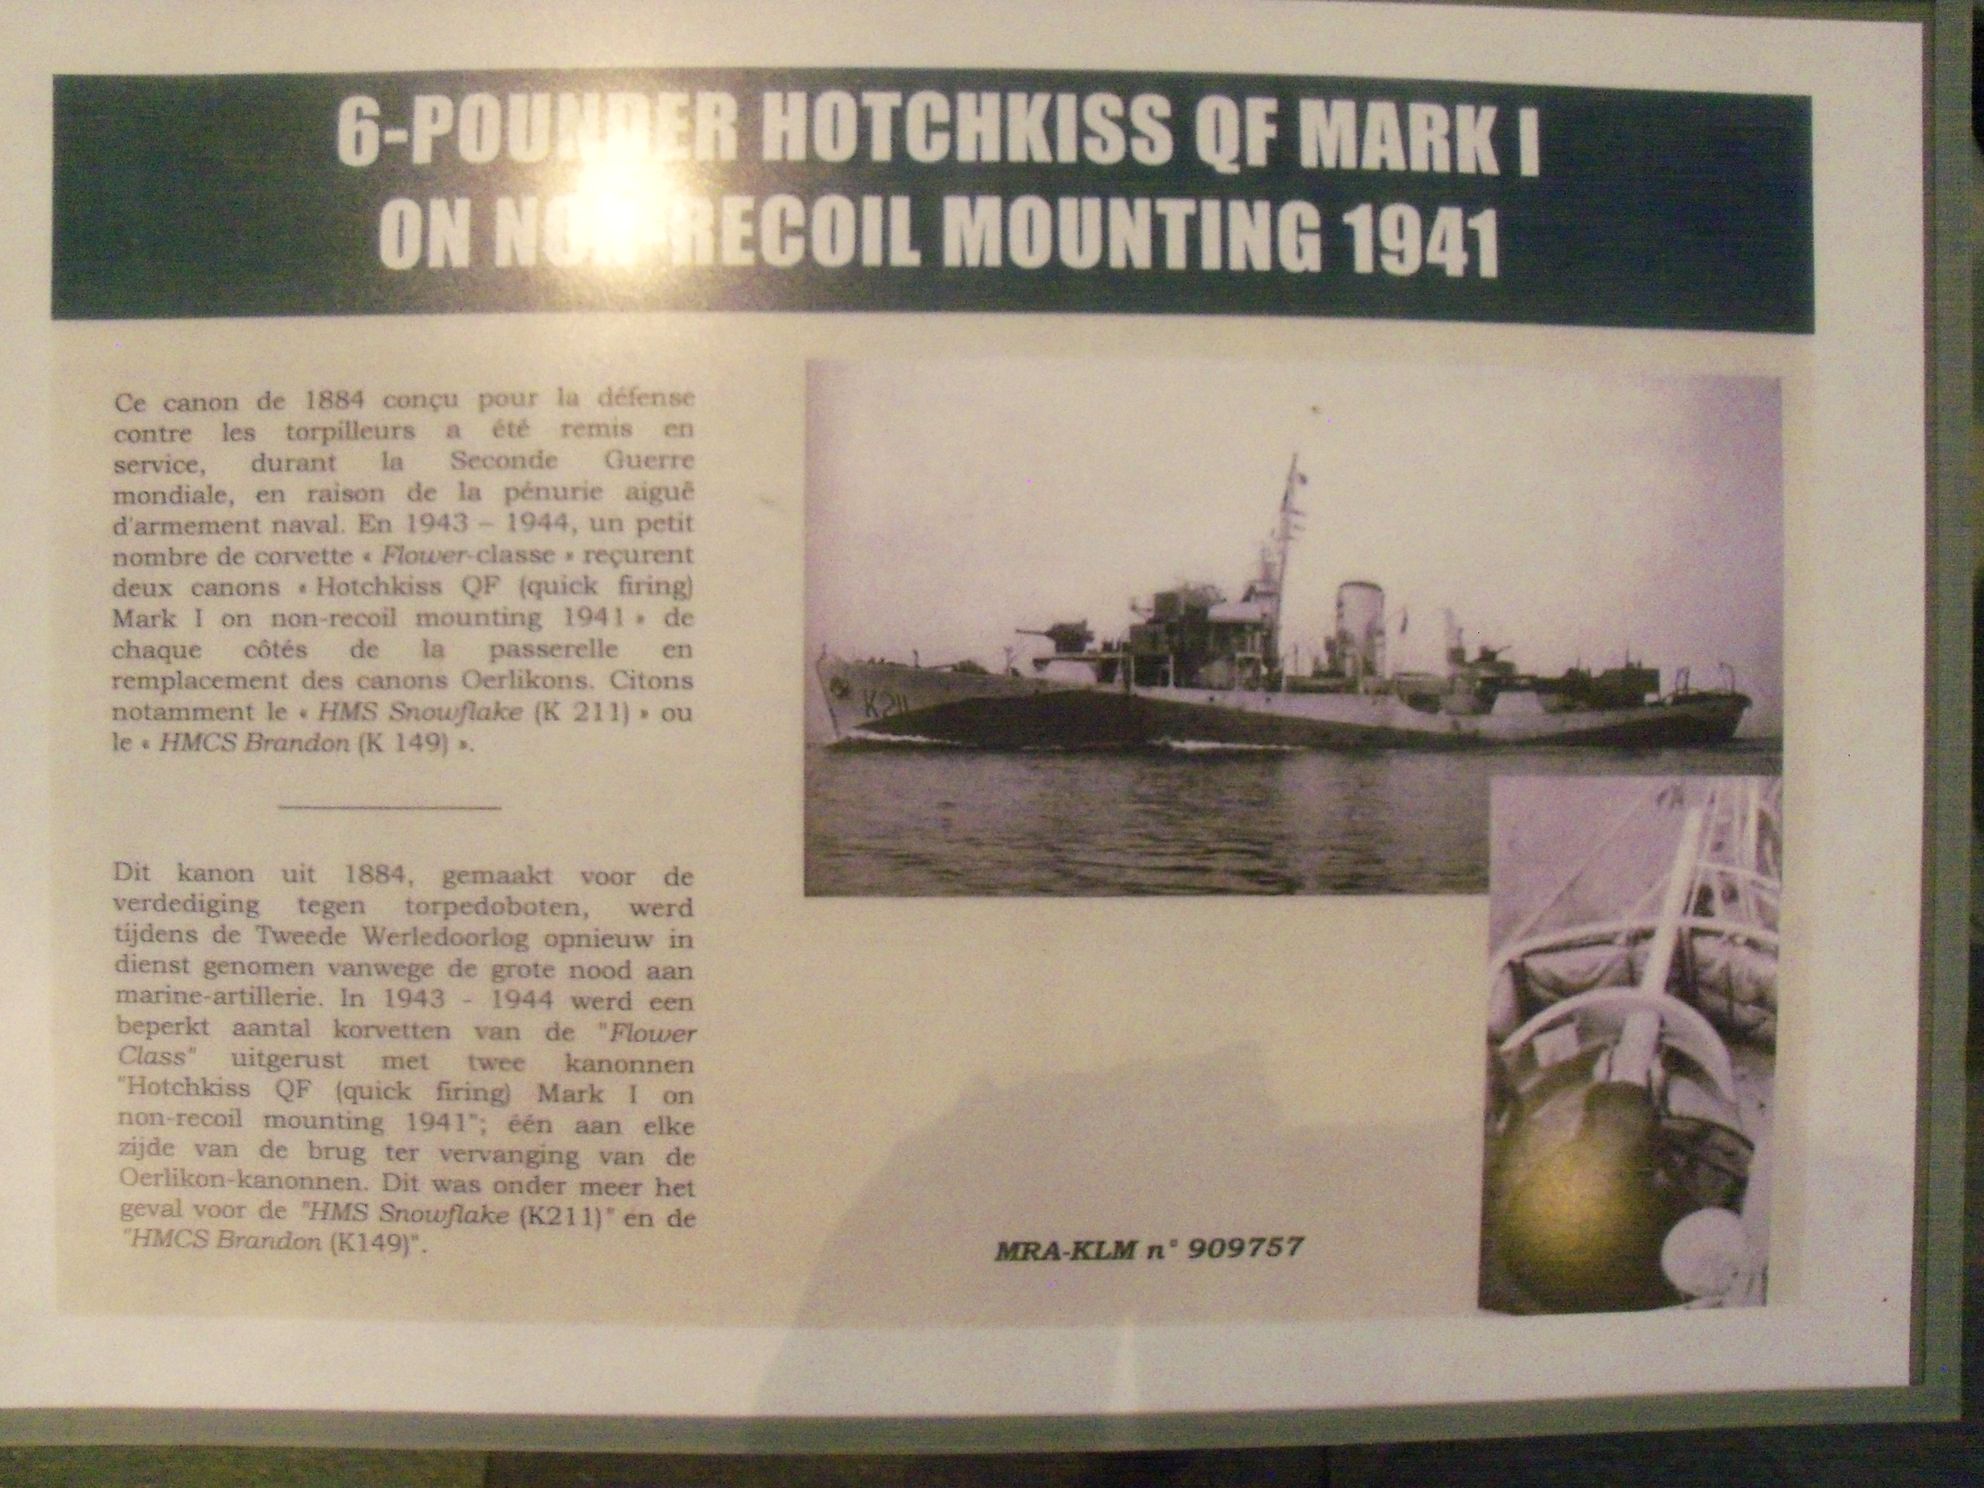 6-POUNDER HOTCHKISS QF MARK I
ON NON-RECOIL MOUNTING 1941
Ce canon de 1884 conçu pour la défense
contre les torpilleurs a été remis en
service, durant la Seconde Guerre
mondiale, en raison de la pénurie aiguê
d'armement naval. En 1943 – 1944, un petit
nombre de corvette « Flower-classe » reçurent
deux canons « Hotchkiss QF (quick firing)
Mark I on non-recoil mounting 1941 » de
chaque côtés de la passerelle en
remplacement des canons Oerlikons. Citons
notamment le « HMS Snowflake (K 211) » ou
le « HMCS Brandon (K 149) ».
Dit kanon uit 1884, gemaakt voor de
verdediging tegen torpedoboten, werd
tijdens de Tweede Werledoorlog opnieuw in
dienst genomen vanwege de grote nood aan
marine-artillerie. In 1943 - 1944 werd een
beperkt aantal korvetten van de "Flower
Class" uitgerust met twee kanonnen
"Hotchkiss QF (quick firing) Mark I on
non-recoil mounting 1941"; één aan elke
zijde van de brug ter vervanging van de
Oerlikon-kanonnen. Dit was onder meer het
geval voor de "HMS Snowflake (K211)" en de
"HMCS Brandon (K149)".
K211
MRA-KLM n° 909757